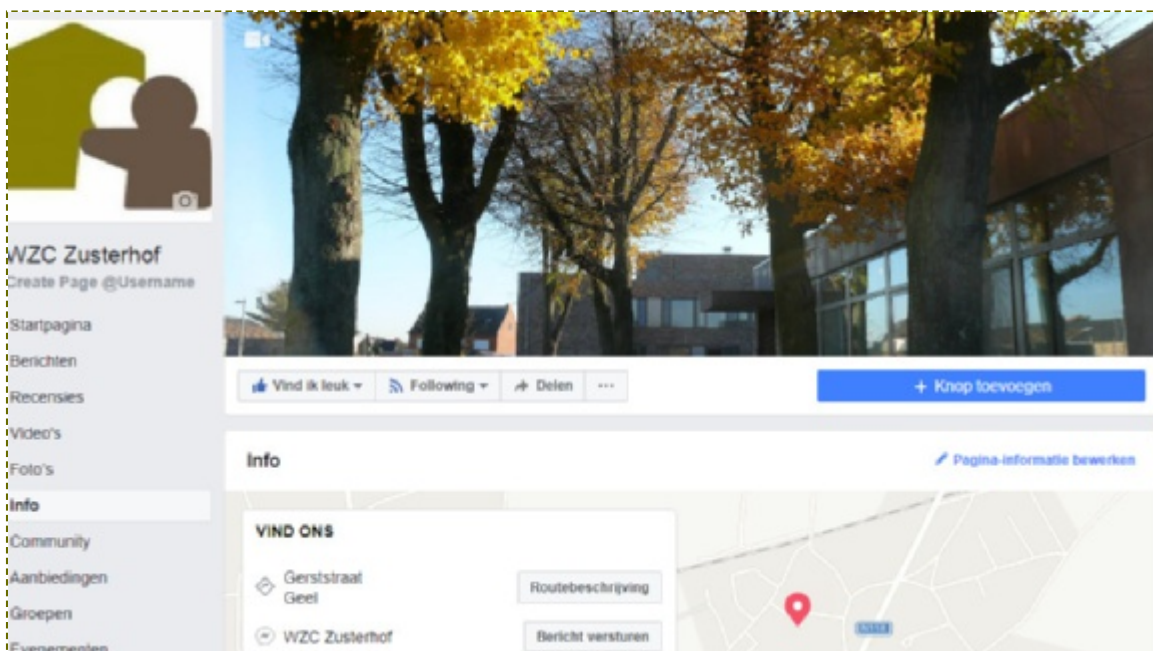 WZC Zusterhof
Create Page @Username
Startpagina
Berichten
Recensies
Video's
Foto's
Info
Community
Aanbiedingen
Groepen
Evenementen
Vind ik leuk
Following
Delen
...
+ Knop toevoegen
Info
Pagina-informatie bewerken
VIND ONS
Gerststraat
Geel
Routebeschrijving
WZC Zusterhof
Bericht versturen